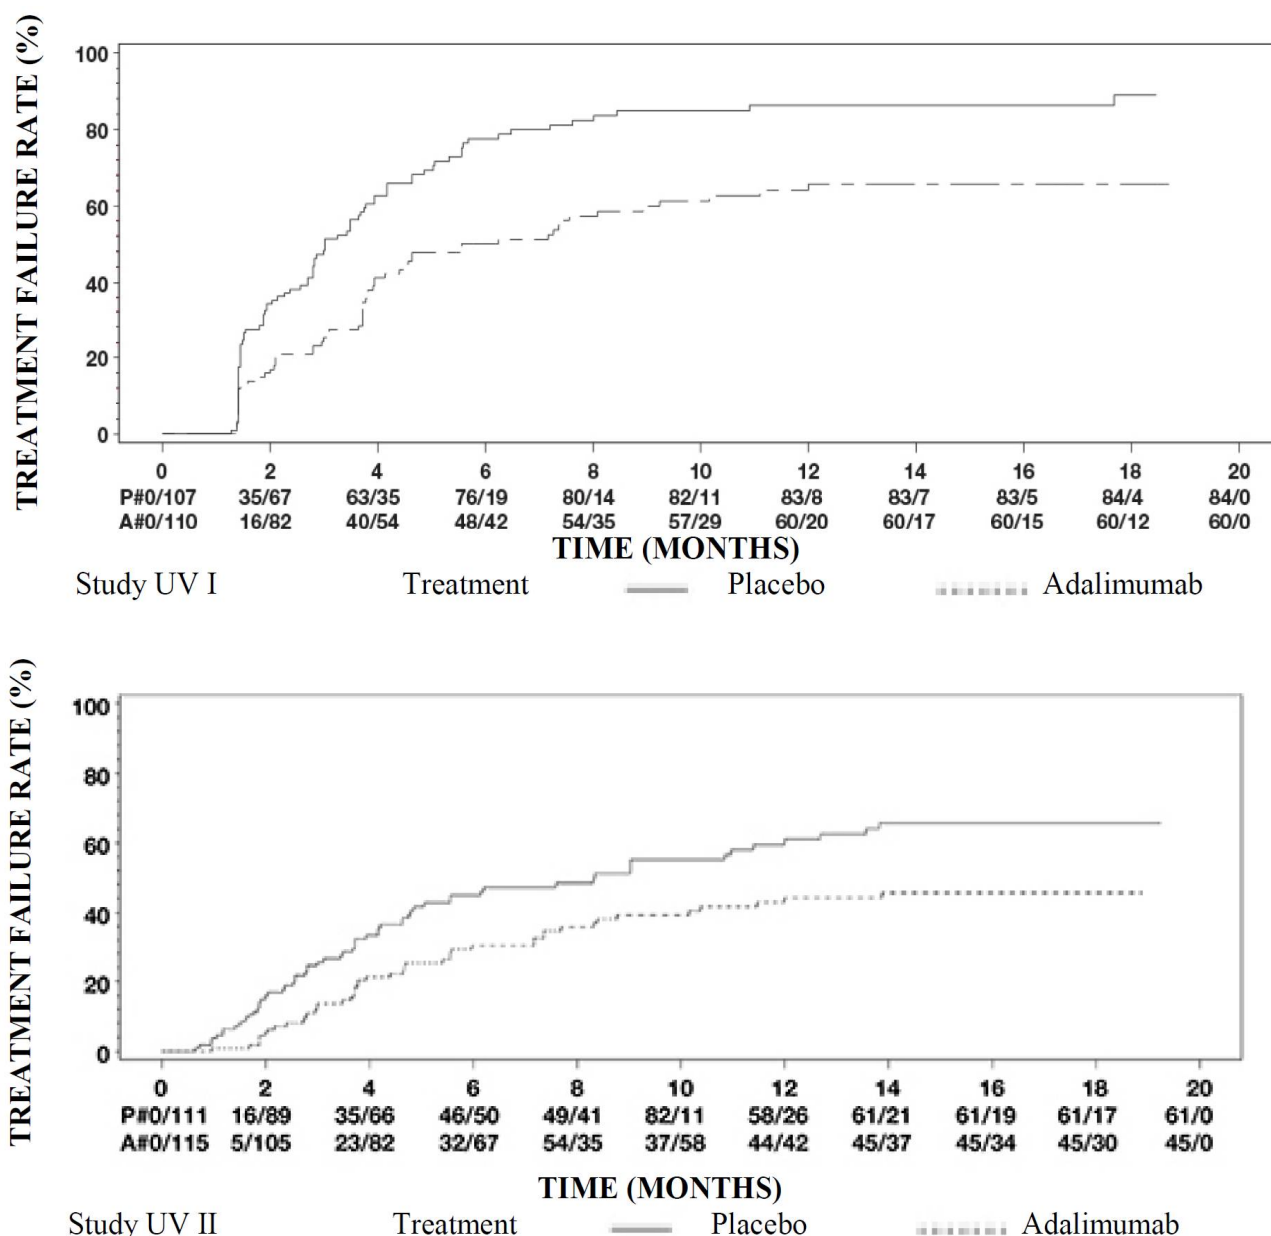 TREATMENT FAILURE RATE (%)
100
80
60
40
20
0
0 2 4 6 8 10 12 14 16 18 20
P#0/107 35/67 63/35 76/19 80/14 82/11 83/8 83/7 83/5 84/4 84/0
A#0/110 16/82 40/54 48/42 54/35 57/29 60/20 60/17 60/15 60/12 60/0
TIME (MONTHS)
Study UV I Treatment Placebo Adalimumab
TREATMENT FAILURE RATE (%)
100
80
60
40
20
0
0 2 4 6 8 10 12 14 16 18 20
P#0/111 16/89 35/66 46/50 49/41 82/11 58/26 61/21 61/19 61/17 61/0
A#0/115 5/105 23/82 32/67 54/35 37/58 44/42 45/37 45/34 45/30 45/0
TIME (MONTHS)
Study UV II Treatment Placebo Adalimumab